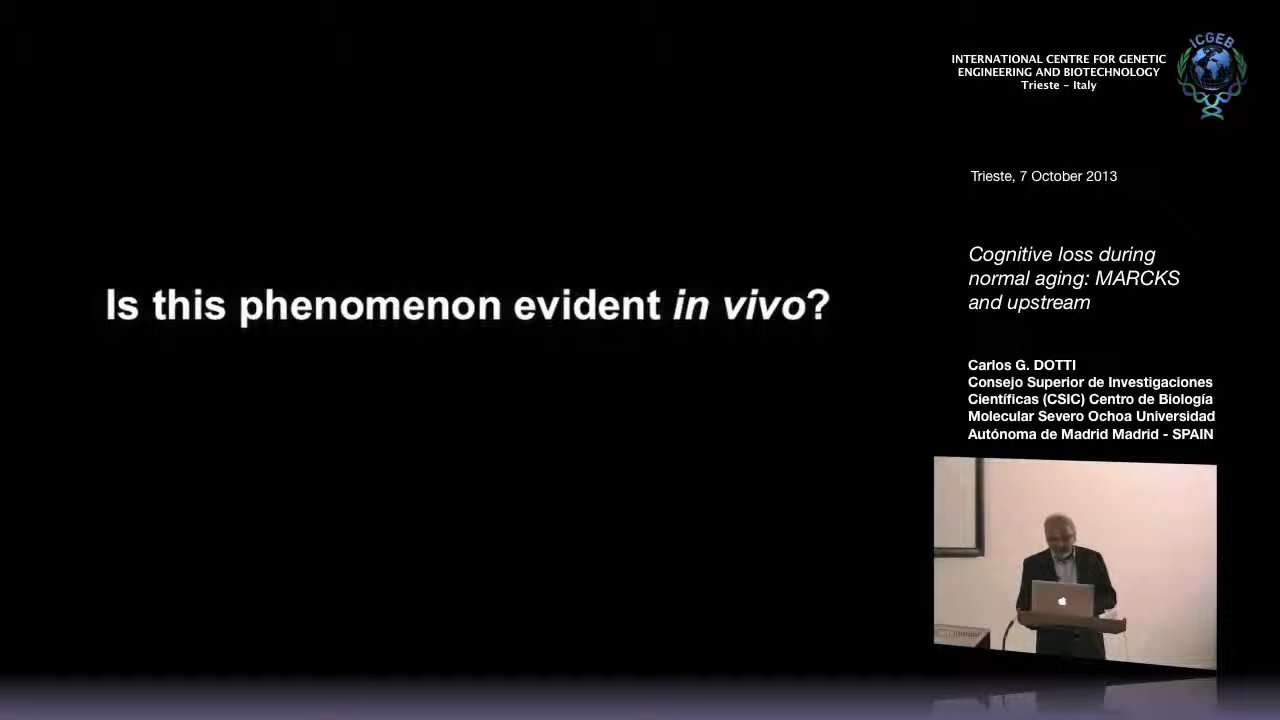 ICGEB
INTERNATIONAL CENTRE FOR GENETIC
ENGINEERING AND BIOTECHNOLOGY
Trieste - Italy
Trieste, 7 October 2013
Cognitive loss during
normal aging: MARCKS
and upstream
Is this phenomenon evident in vivo?
Carlos G. DOTTI
Consejo Superior de Investigaciones
Científicas (CSIC) Centro de Biología
Molecular Severo Ochoa Universidad
Autónoma de Madrid Madrid - SPAIN